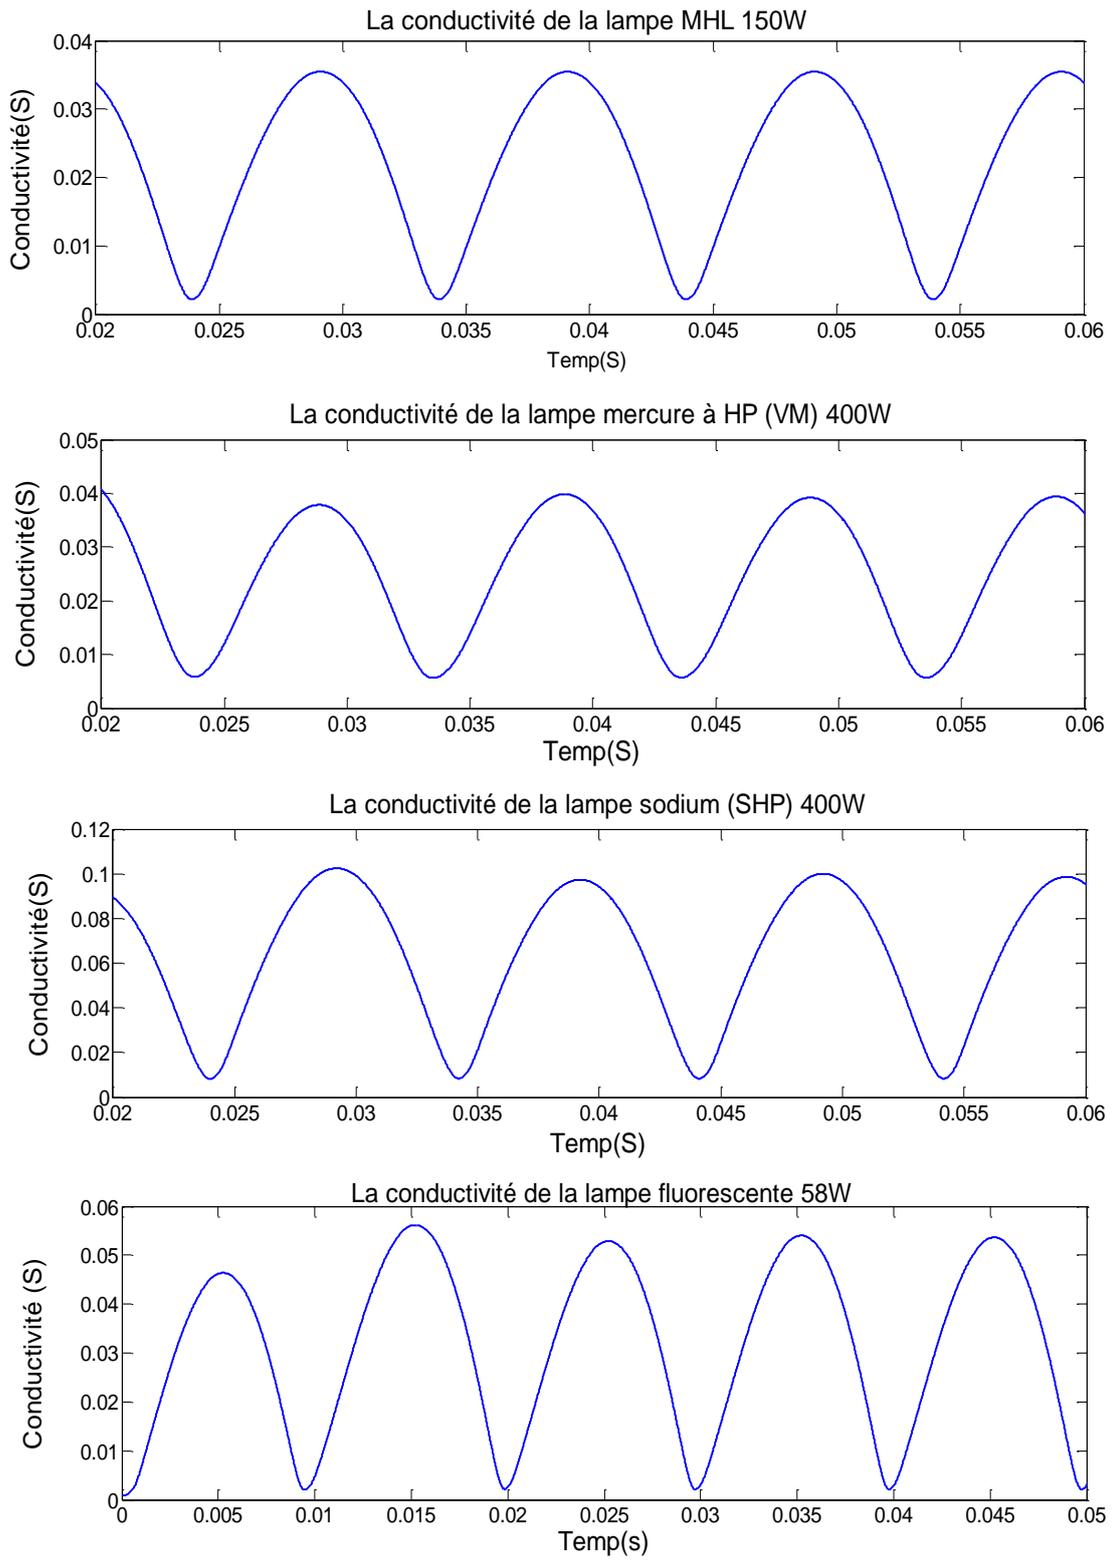 La conductivité de la lampe MHL 150W
0.04
0.03
0.02
0.01
0
Conductivité(S)
0.02 0.025 0.03 0.035 0.04 0.045 0.05 0.055 0.06
Temp(S)
La conductivité de la lampe mercure à HP (VM) 400W
0.05
0.04
0.03
0.02
0.01
0
Conductivité(S)
0.02 0.025 0.03 0.035 0.04 0.045 0.05 0.055 0.06
Temp(S)
La conductivité de la lampe sodium (SHP) 400W
0.12
0.1
0.08
0.06
0.04
0.02
0
Conductivité(S)
0.02 0.025 0.03 0.035 0.04 0.045 0.05 0.055 0.06
Temp(S)
La conductivité de la lampe fluorescente 58W
0.06
0.05
0.04
0.03
0.02
0.01
0
Conductivité (S)
0 0.005 0.01 0.015 0.02 0.025 0.03 0.035 0.04 0.045 0.05
Temp(s)